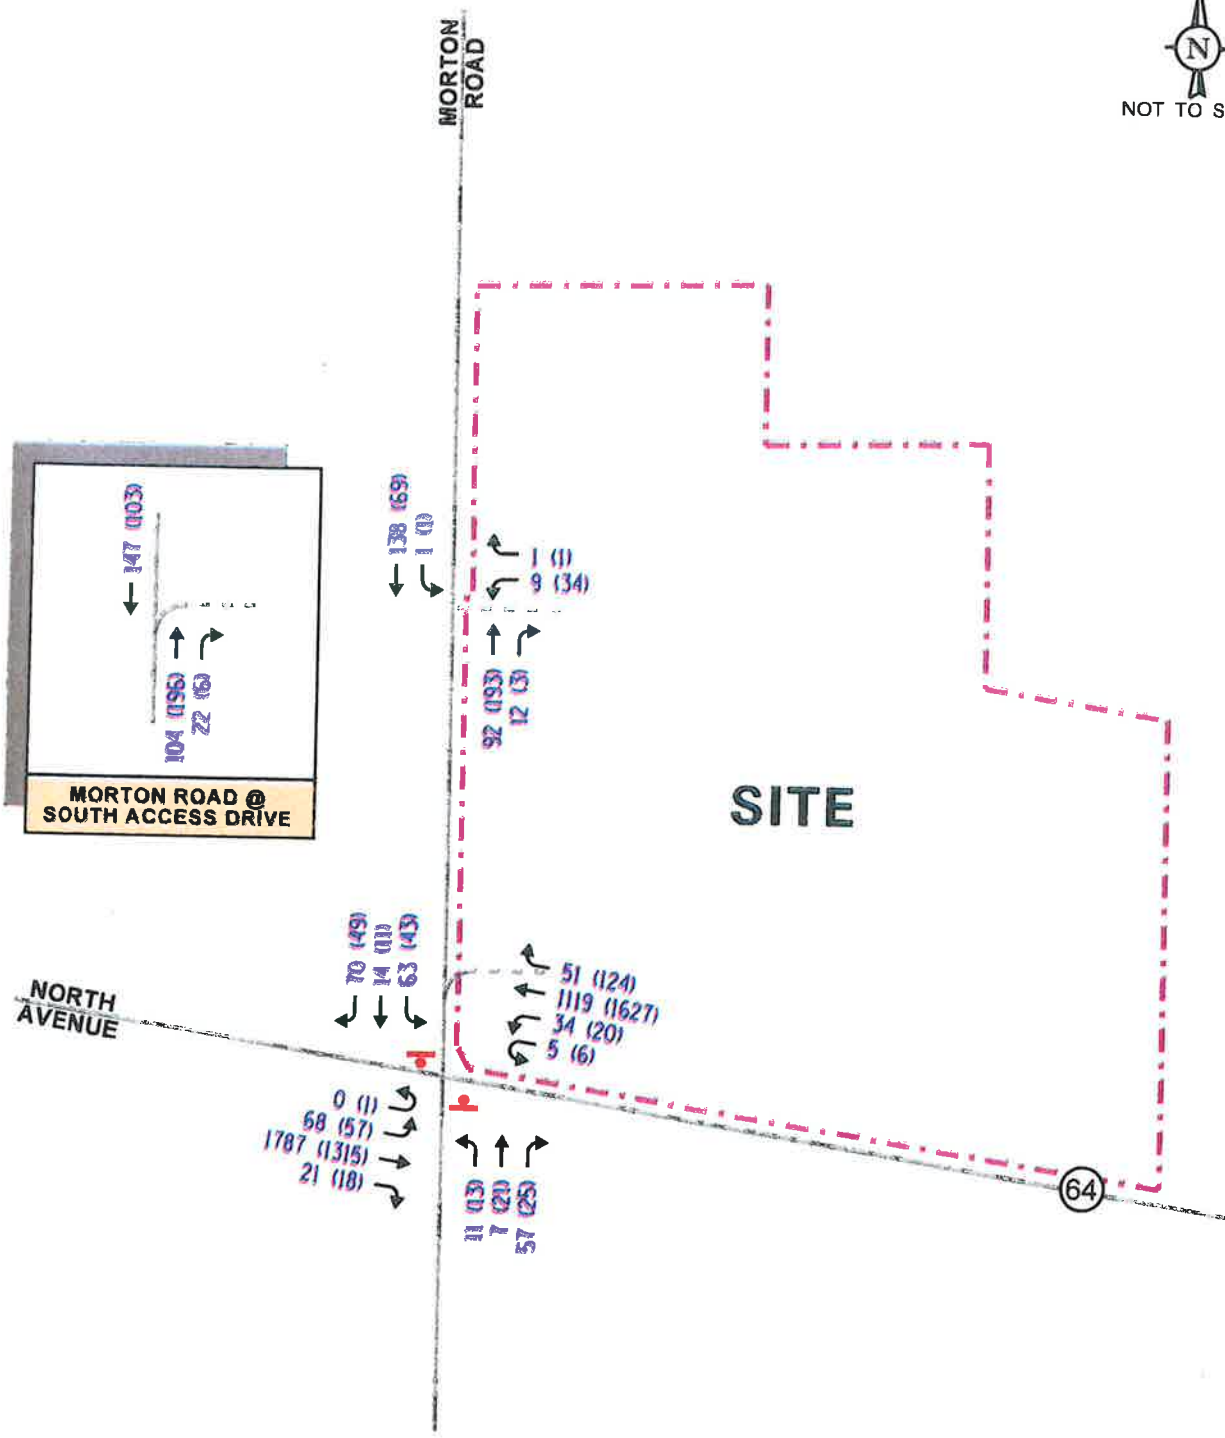 MORTON
ROAD
N
NOT TO S
147 (103)
104 (196)
22 (6)
MORTON ROAD @
SOUTH ACCESS DRIVE
138 (69)
1 (1)
1 (1)
9 (34)
92 (193)
12 (3)
SITE
70 (49)
14 (11)
63 (43)
51 (124)
1119 (1627)
34 (20)
5 (6)
NORTH
AVENUE
0 (1)
68 (57)
1787 (1315)
21 (18)
11 (13)
7 (21)
57 (25)
64